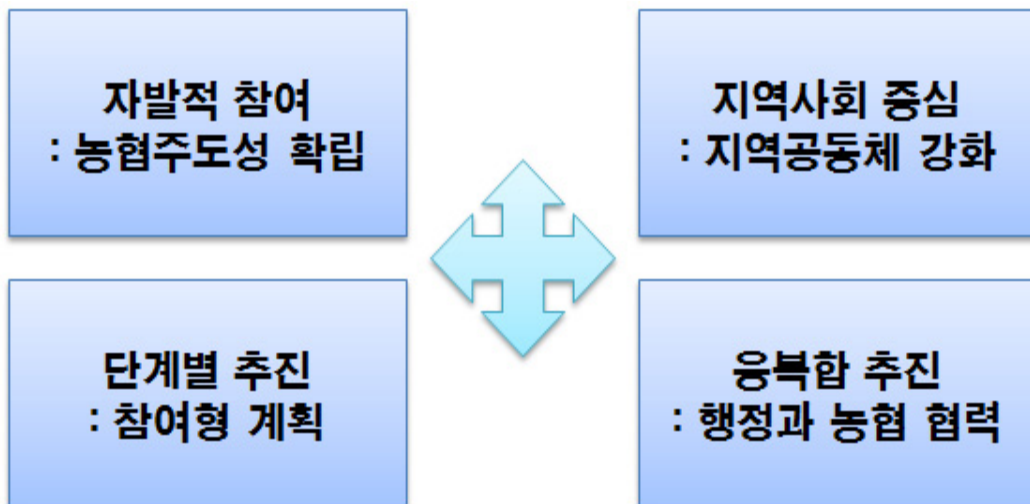 자발적 참여
: 농협주도성 확립
지역사회 중심
: 지역공동체 강화
단계별 추진
: 참여형 계획
융복합 추진
: 행정과 농협 협력